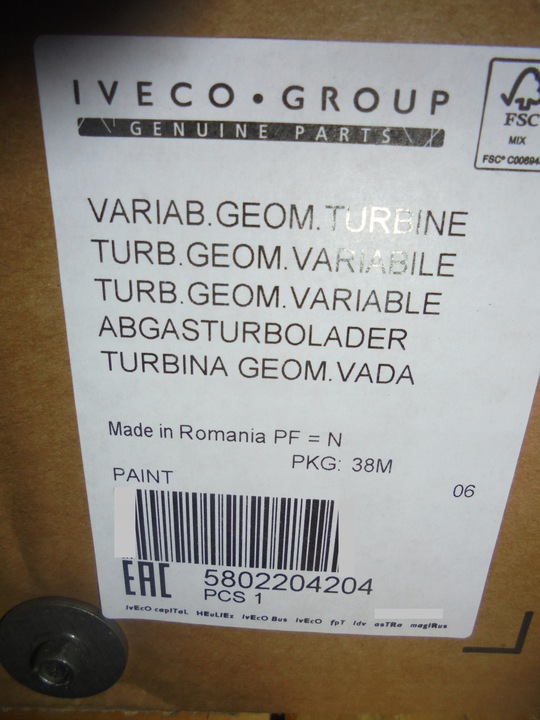 IVECO • GROUP
GENUINE PARTS
FSC
MIX
VARIAB.GEOM.TURBINE
TURB.GEOM.VARIABILE
TURB.GEOM.VARIABLE
ABGASTURBOLADER
TURBINA GEOM.VADA
Made in Romania PF = N
PKG: 38M
PAINT
06
EAC
5802204204
PCS 1
IvEcO capITaL HEuLIEz IvEcO Bus IvEcO fpT Idv asTRa magIRus